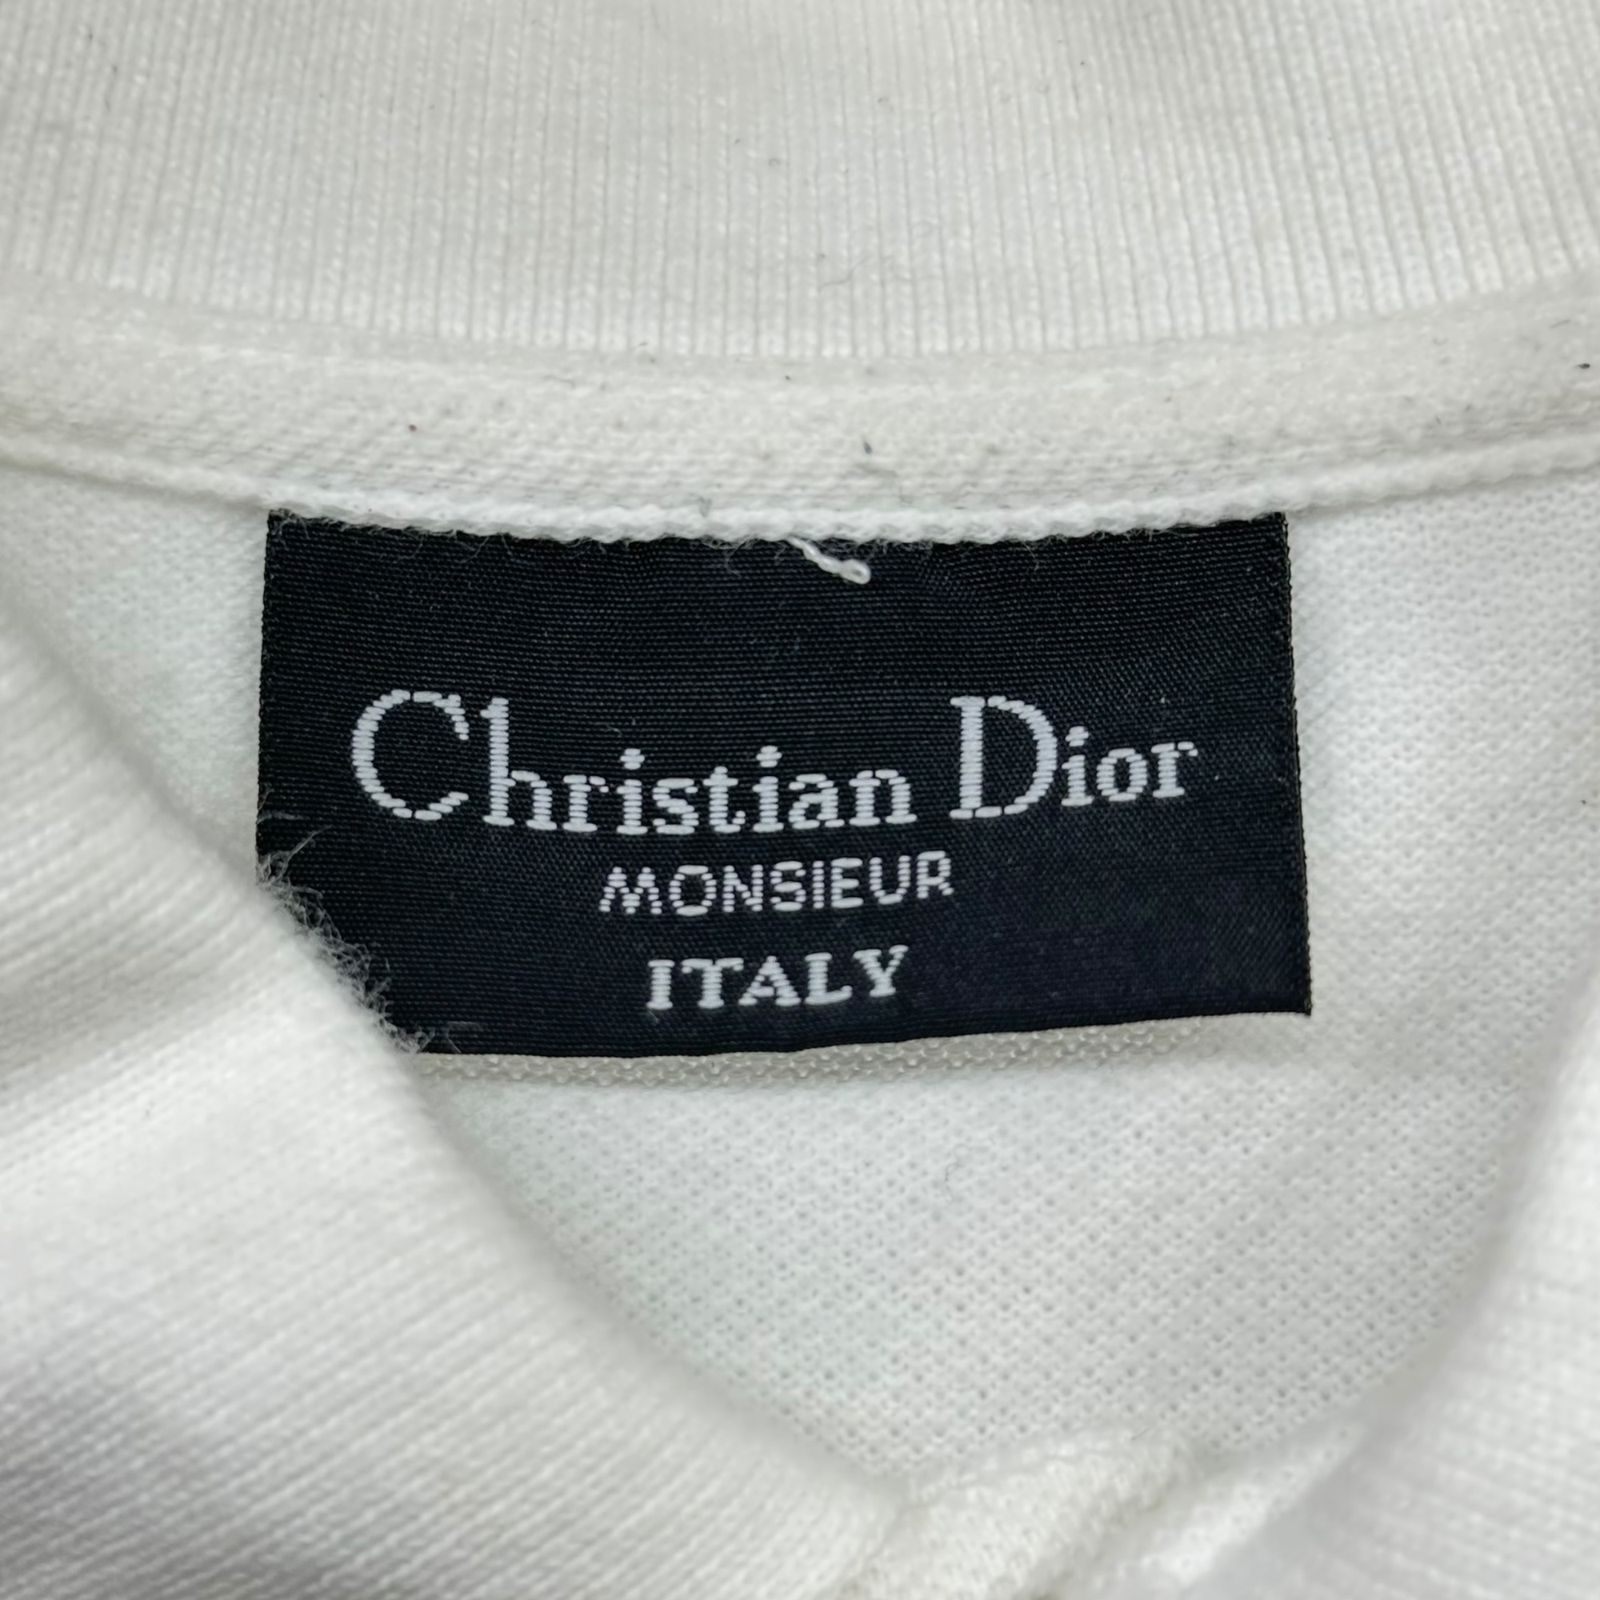 Christian Dior
MONSIEUR
ITALY